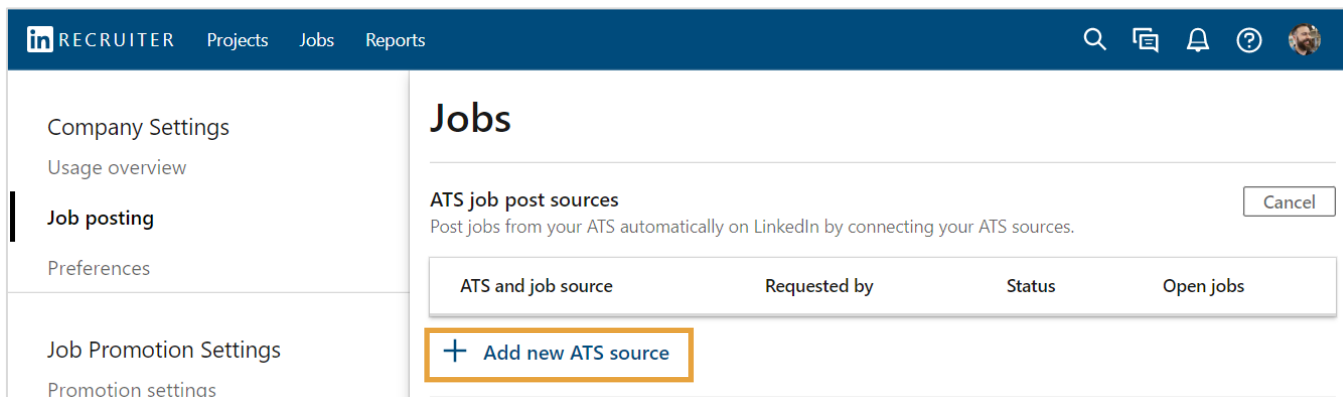 in RECRUITER Projects Jobs Reports
Company Settings
Usage overview
Job posting
Preferences
Job Promotion Settings
Promotion settings
Jobs
ATS job post sources
Cancel
Post jobs from your ATS automatically on LinkedIn by connecting your ATS sources.
ATS and job source Requested by Status Open jobs
+ Add new ATS source